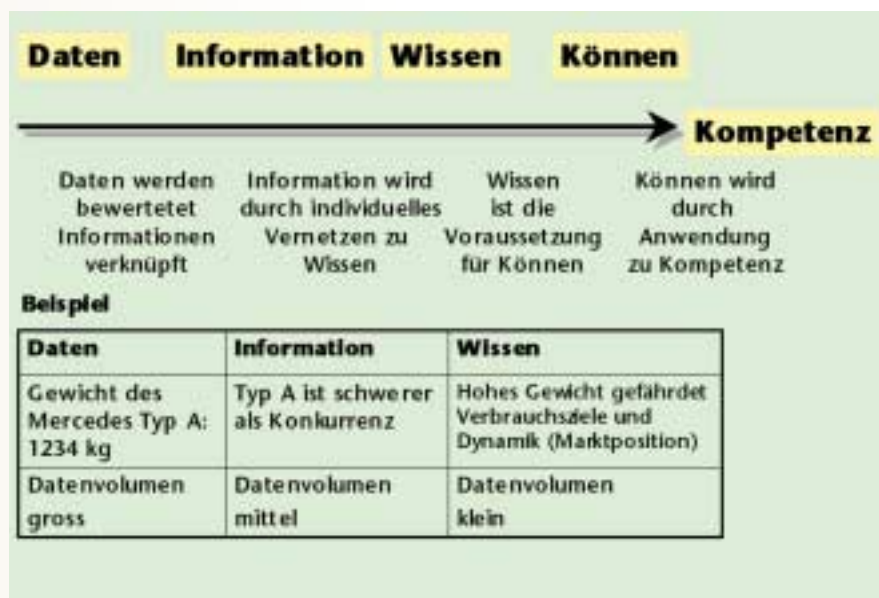 Daten Information Wissen Können
Kompetenz
Daten werden
bewertetet
Informationen
verknüpft
Information wird
durch individuelles
Vernetzen zu
Wissen
Wissen
ist die
Voraussetzung
für Können
Können wird
durch
Anwendung
zu Kompetenz
Beispiel
Daten
Information
Wissen
Gewicht des
Mercedes Typ A:
1234 kg
Typ A ist schwerer
als Konkurrenz
Hohes Gewicht gefährdet
Verbrauchsziele und
Dynamik (Marktposition)
Datenvolumen
gross
Datenvolumen
mittel
Datenvolumen
klein